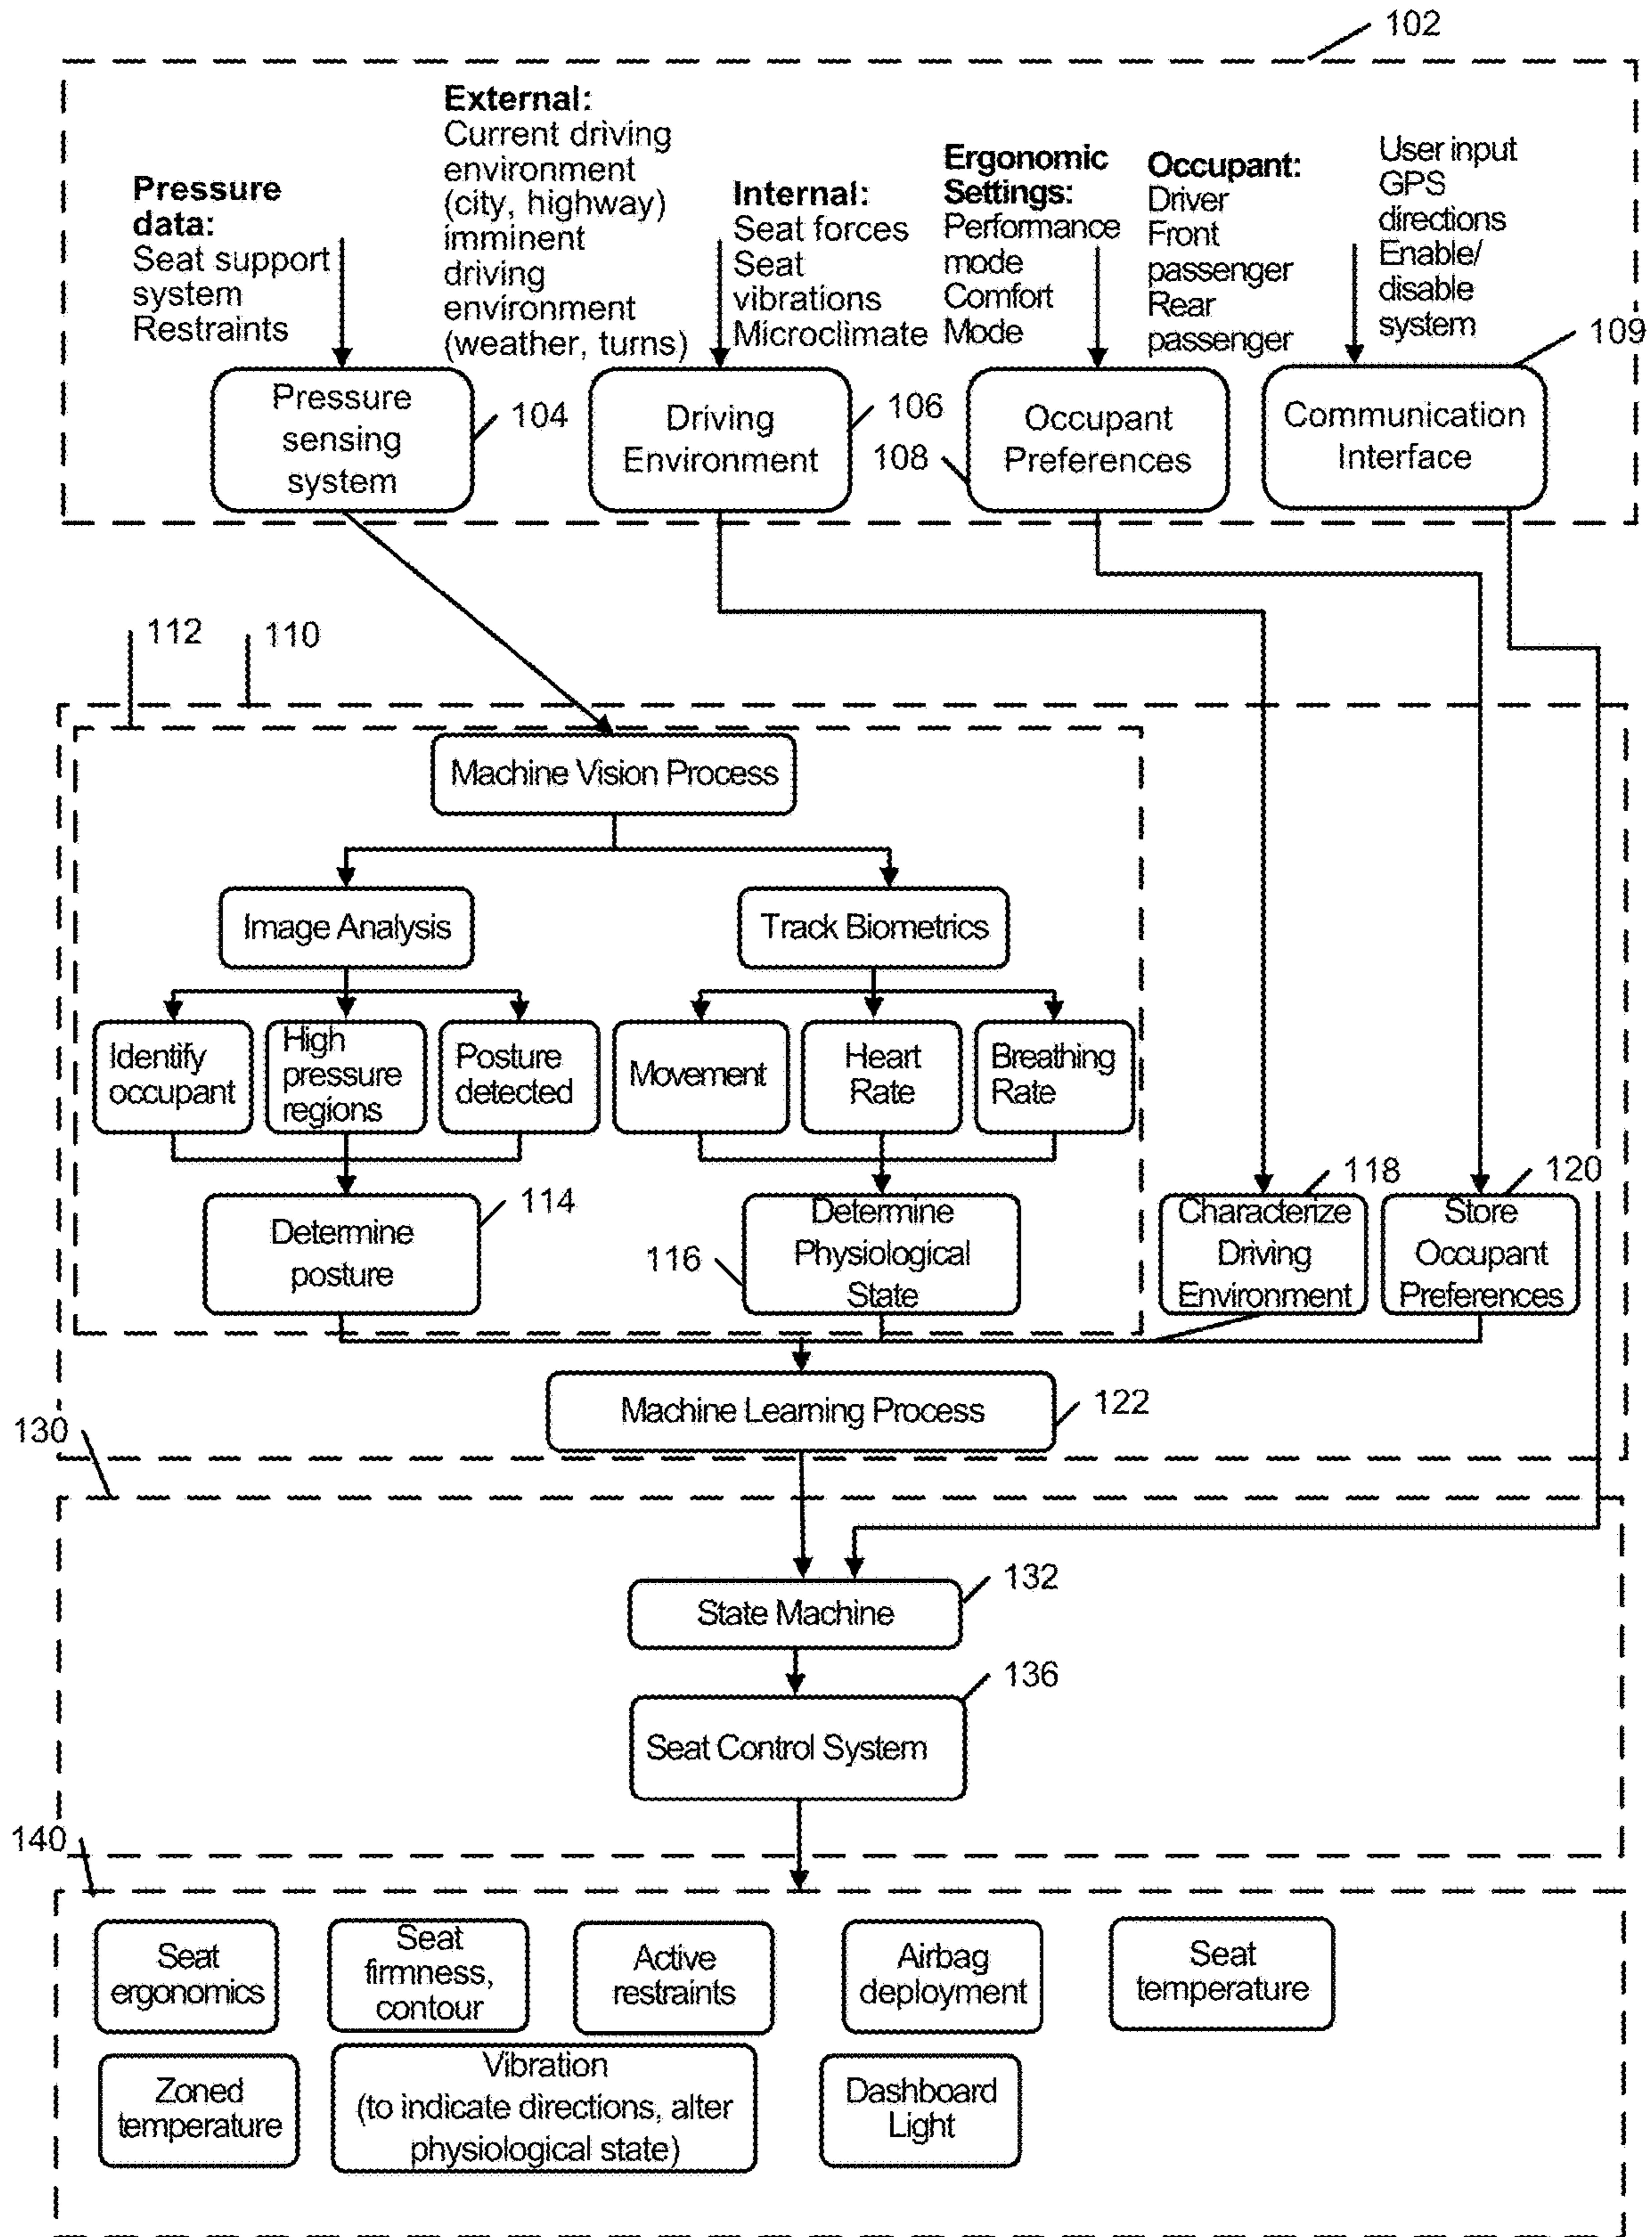 102
External:
Current driving
environment
(city, highway)
imminent
driving
environment
(weather, turns)
Pressure
data:
Seat support
system
Restraints
Internal:
Seat forces
Seat
vibrations
Microclimate
Ergonomic
Settings:
Performance
mode
Comfort
Mode
Occupant:
Driver
Front
passenger
Rear
passenger
User input
GPS
directions
Enable/
disable
system
109
Pressure
sensing
system
104
Driving
Environment
106
108
Occupant
Preferences
Communication
Interface
112
110
Machine Vision Process
Image Analysis
Track Biometrics
Identify
occupant
High
pressure
regions
Posture
detected
Movement
Heart
Rate
Breathing
Rate
Determine
posture
114
116
Determine
Physiological
State
118
Characterize
Driving
Environment
120
Store
Occupant
Preferences
Machine Learning Process
122
130
State Machine
132
136
Seat Control System
140
Seat
ergonomics
Seat
firmness,
contour
Active
restraints
Airbag
deployment
Seat
temperature
Zoned
temperature
Vibration
(to indicate directions, alter
physiological state)
Dashboard
Light